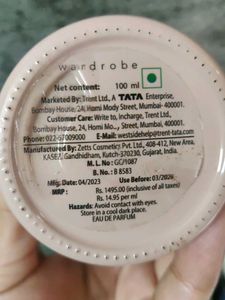 wardrobe
Net content: 100 ml
Marketed By: Trent Ltd., A TATA Enterprise,
Bombay House, 24, Homi Mody Street, Mumbai- 400001.
Customer Care: Write to, incharge, Trent Ltd.,
Bombay House, 24, Homi Mo... Street, Mumbai-400001.
Phone: 022-67009000
E-mail: westsidehelp@trent-tata.com
Manufactured By: Zetts Cosmetics Pvt. Ltd., 408-412, New Area,
KASEZ, Gandhidham, Kutch-370230, Gujarat, India.
M. L. No.: GC/1087
B. No.: B 8583
Mfg. Date: 04/2023 Use Before: 03/2026
MRP : Rs. 1495.00 (inclusive of all taxes)
Rs. 14.95 per ml
Hazards: Avoid contact with eyes.
Store in a cool dark place.
EAU DE PARFUM